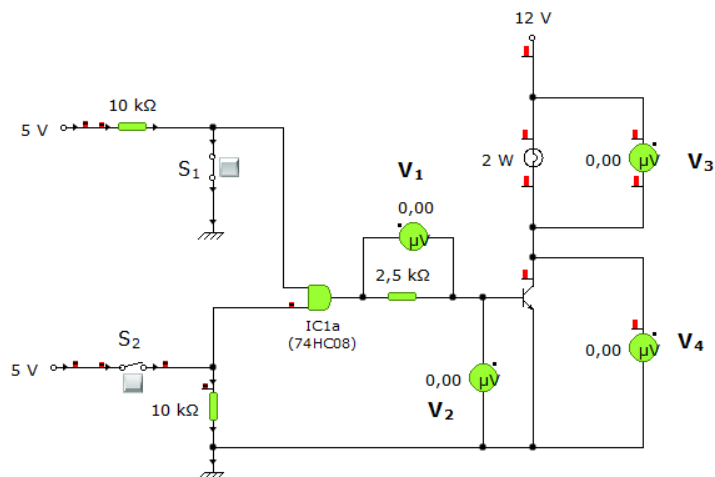 12 V
10 kΩ
5 V
S₁
2 W
0,00
µV
V₃
V₁
0,00
µV
2,5 kΩ
IC1a
(74HC08)
S₂
5 V
10 kΩ
0,00
µV
V₂
0,00
µV
V₄